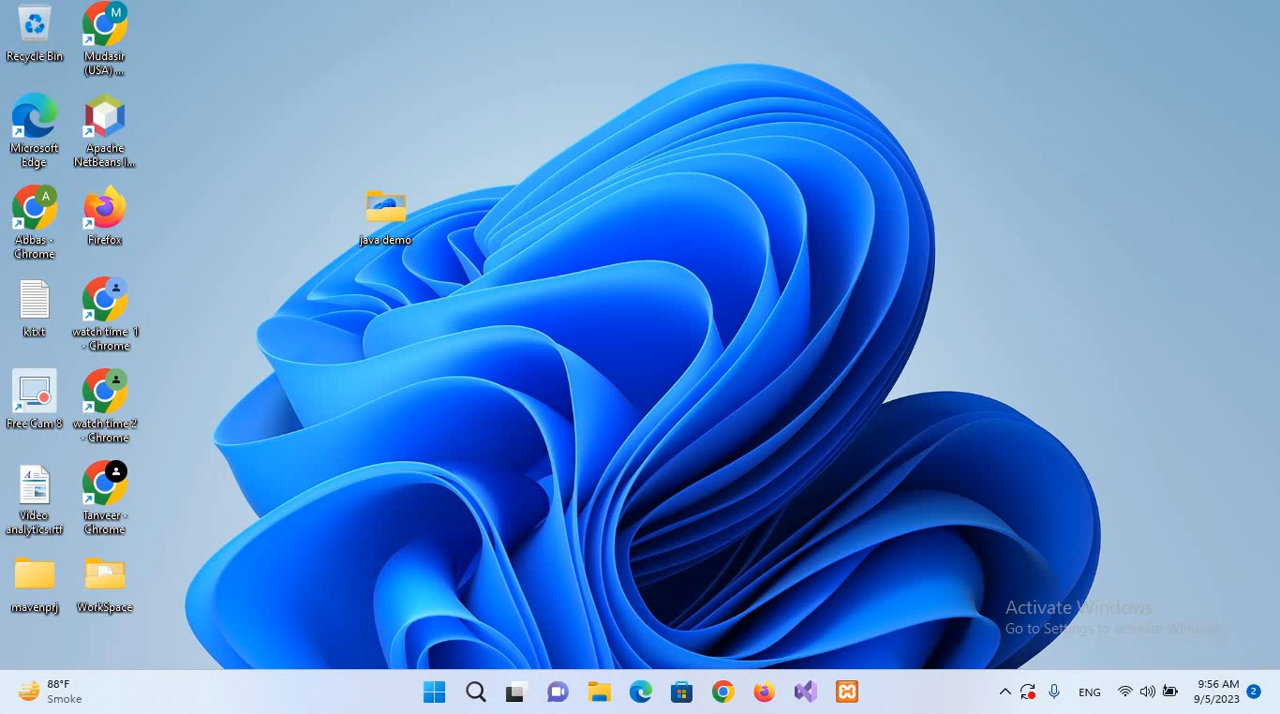 Recycle Bin
Mudasir
(USA)....
Microsoft
Edge
Apache
NetBeans I...
Abbas -
Chrome
Firefox
java demo
k.txt
watch time 1
- Chrome
Free Cam 8
watch time 2
- Chrome
Video
analytics.rtf
Tanveer -
Chrome
mavenprj
WorkSpace
M
A
Activate Windows
Go to Settings to activate Windows.
88°F
Smoke
ENG
9:56 AM
9/5/2023
2